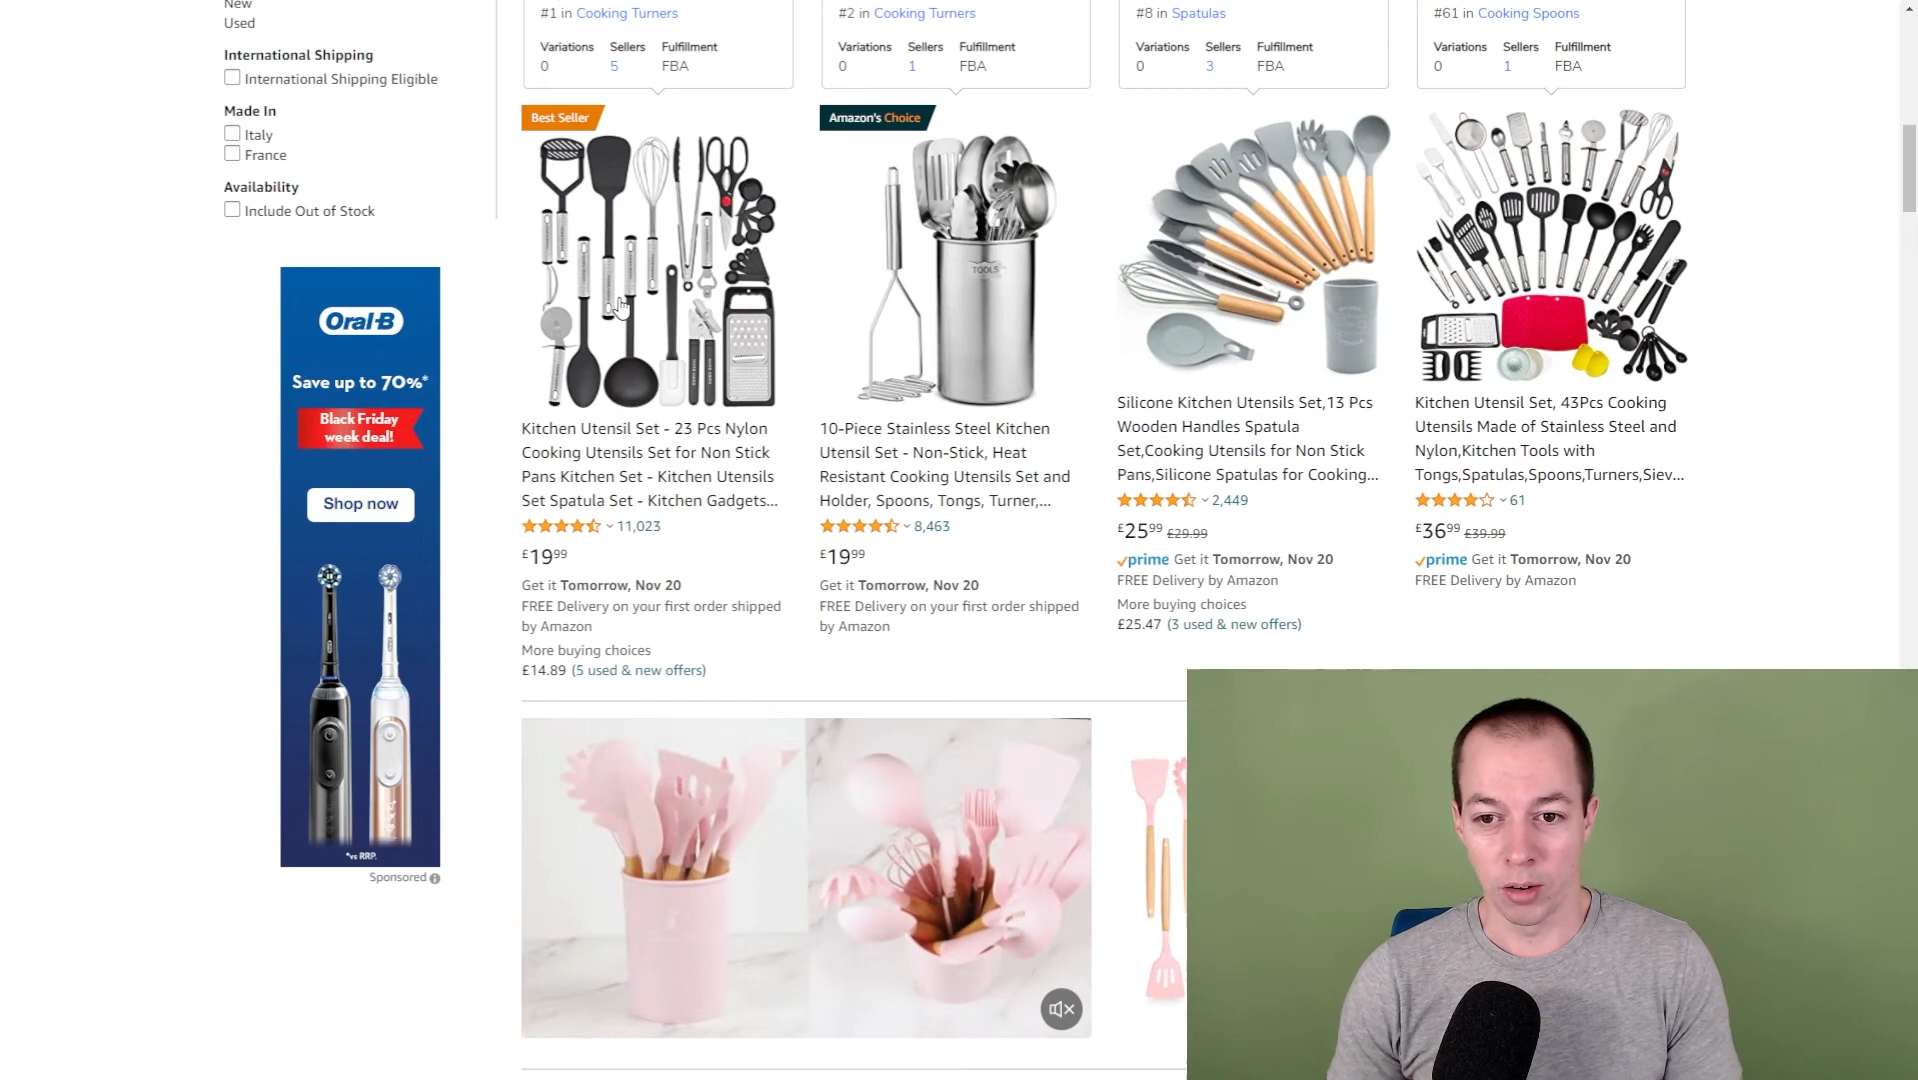 New
Used
International Shipping
International Shipping Eligible
Made In
Italy
France
Availability
Include Out of Stock
Oral-B
Save up to 70%*
Black Friday
week deal!
Shop now
*vs RRP.
Sponsored
#1 in Cooking Turners
Variations Sellers Fulfillment
0 5 FBA
Best Seller
Kitchen Utensil Set - 23 Pcs Nylon
Cooking Utensils Set for Non Stick
Pans Kitchen Set - Kitchen Utensils
Set Spatula Set - Kitchen Gadgets...
11,023
£19.99
Get it Tomorrow, Nov 20
FREE Delivery on your first order shipped
by Amazon
More buying choices
£14.89 (5 used & new offers)
#2 in Cooking Turners
Variations Sellers Fulfillment
0 1 FBA
Amazon's Choice
TOOLS
10-Piece Stainless Steel Kitchen
Utensil Set - Non-Stick, Heat
Resistant Cooking Utensils Set and
Holder, Spoons, Tongs, Turner,...
8,463
£19.99
Get it Tomorrow, Nov 20
FREE Delivery on your first order shipped
by Amazon
#8 in Spatulas
Variations Sellers Fulfillment
0 3 FBA
Silicone Kitchen Utensils Set,13 Pcs
Wooden Handles Spatula
Set,Cooking Utensils for Non Stick
Pans,Silicone Spatulas for Cooking...
2,449
£25.99 £29.99
prime Get it Tomorrow, Nov 20
FREE Delivery by Amazon
More buying choices
£25.47 (3 used & new offers)
#61 in Cooking Spoons
Variations Sellers Fulfillment
0 1 FBA
Kitchen Utensil Set, 43Pcs Cooking
Utensils Made of Stainless Steel and
Nylon,Kitchen Tools with
Tongs,Spatulas,Spoons,Turners,Siev...
61
£36.99 £39.99
prime Get it Tomorrow, Nov 20
FREE Delivery by Amazon